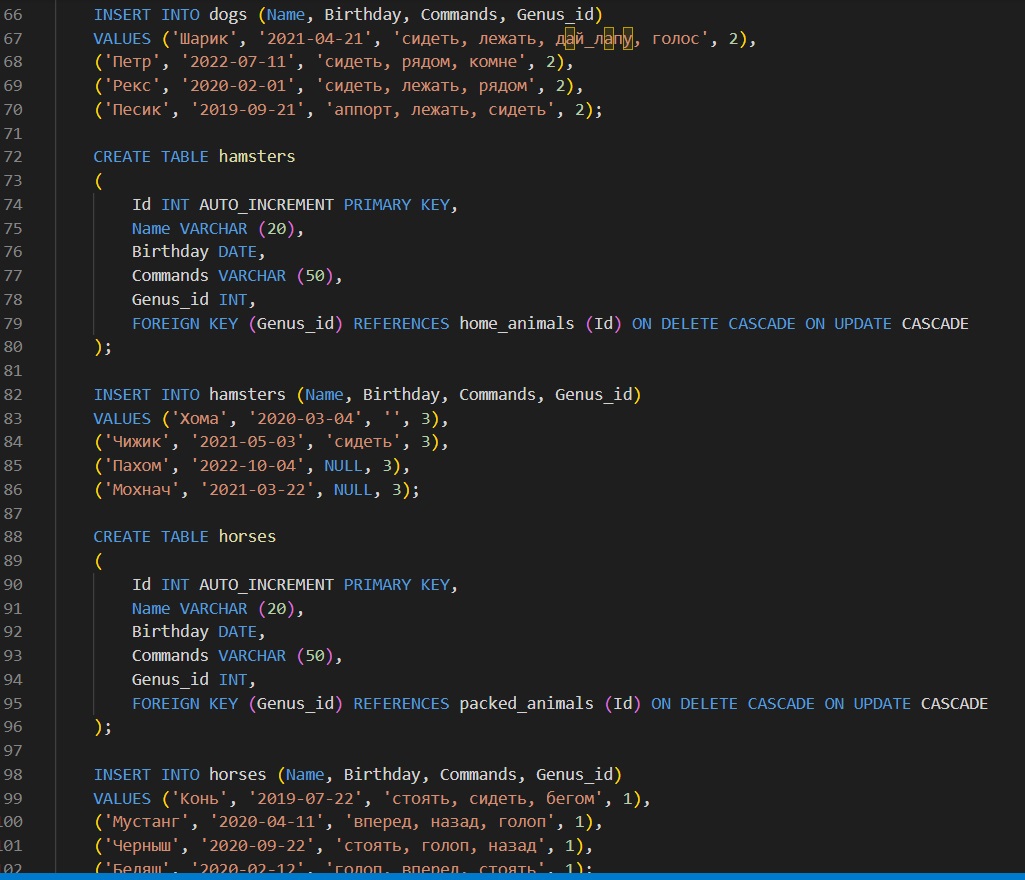 66 INSERT INTO dogs (Name, Birthday, Commands, Genus_id)
67 VALUES ('Шарик', '2021-04-21', 'сидеть, лежать, дай_лапу, голос', 2),
68 ('Петр', '2022-07-11', 'сидеть, рядом, комне', 2),
69 ('Рекс', '2020-02-01', 'сидеть, лежать, рядом', 2),
70 ('Песик', '2019-09-21', 'аппорт, лежать, сидеть', 2);
71
72 CREATE TABLE hamsters
73 (
74 Id INT AUTO_INCREMENT PRIMARY KEY,
75 Name VARCHAR (20),
76 Birthday DATE,
77 Commands VARCHAR (50),
78 Genus_id INT,
79 FOREIGN KEY (Genus_id) REFERENCES home_animals (Id) ON DELETE CASCADE ON UPDATE CASCADE
80 );
81
82 INSERT INTO hamsters (Name, Birthday, Commands, Genus_id)
83 VALUES ('Хома', '2020-03-04', '', 3),
84 ('Чижик', '2021-05-03', 'сидеть', 3),
85 ('Пахом', '2022-10-04', NULL, 3),
86 ('Мохнач', '2021-03-22', NULL, 3);
87
88 CREATE TABLE horses
89 (
90 Id INT AUTO_INCREMENT PRIMARY KEY,
91 Name VARCHAR (20),
92 Birthday DATE,
93 Commands VARCHAR (50),
94 Genus_id INT,
95 FOREIGN KEY (Genus_id) REFERENCES packed_animals (Id) ON DELETE CASCADE ON UPDATE CASCADE
96 );
97
98 INSERT INTO horses (Name, Birthday, Commands, Genus_id)
99 VALUES ('Конь', '2019-07-22', 'стоять, сидеть, бегом', 1),
100 ('Мустанг', '2020-04-11', 'вперед, назад, голоп', 1),
101 ('Черныш', '2020-09-22', 'стоять, голоп, назад', 1),
102 ('Беляш', '2020-02-12', 'голоп, вперед, стоять', 1);